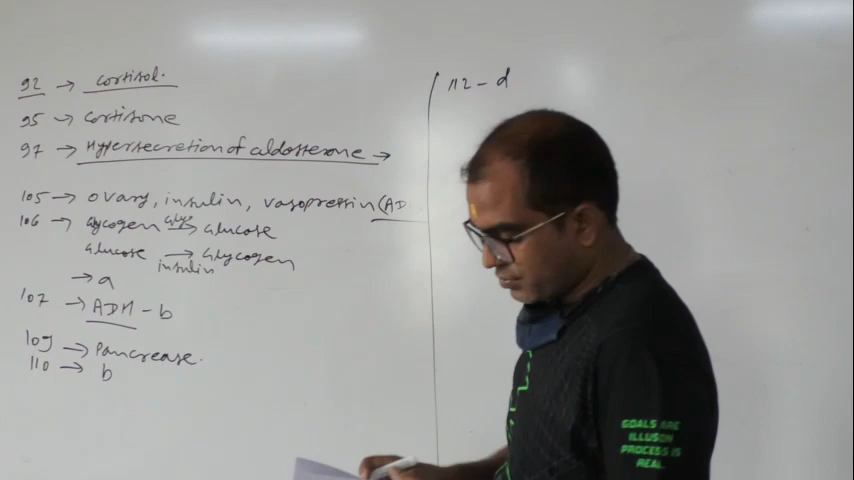 92 → cortisol.
95 → Cortisone
97 → Hypersecretion of aldosterone →
105 → ovary, insulin, vasopressin (AD
106 → Glycogen → Glucose
Glucose → Glycogen
insulin
→ a
107 → ADH - b
109 → Pancrease.
110 → b
112 - d
GOALS ARE
ILLUSON
PROCESS IS
REAL.